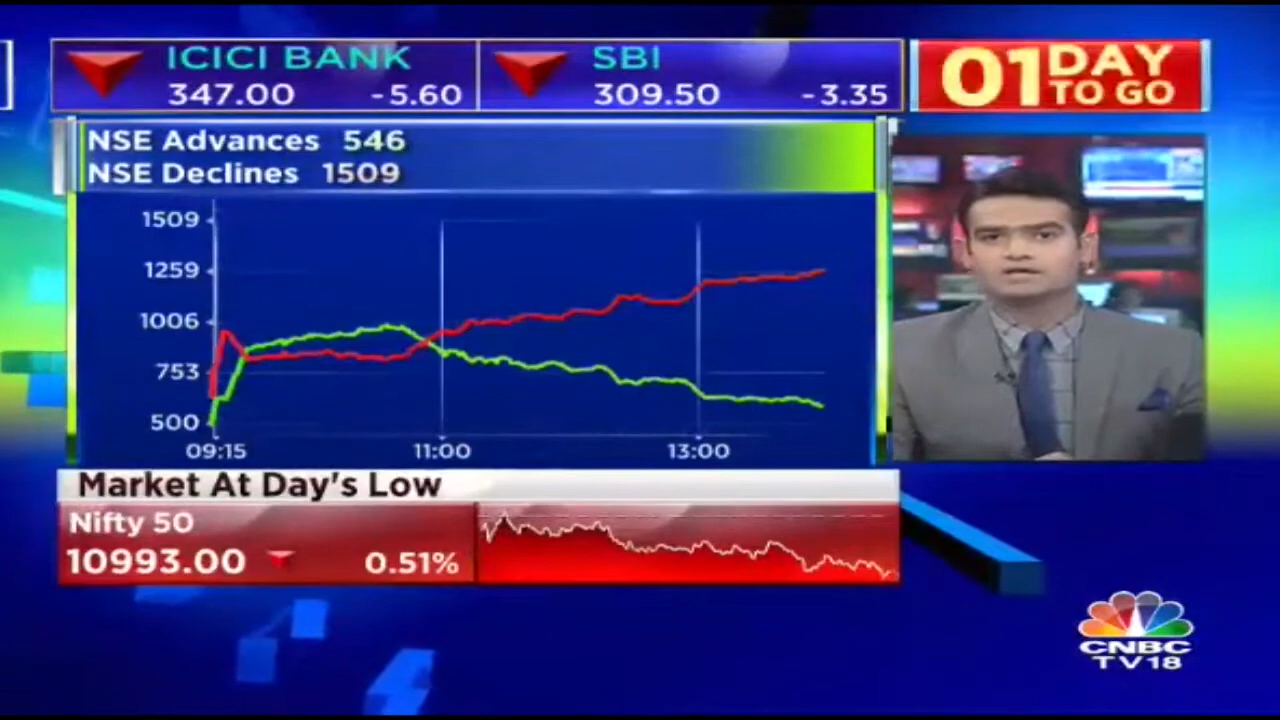 ICICI BANK
347.00 -5.60
SBI
309.50 -3.35
01 DAY
TO GO
NSE Advances 546
NSE Declines 1509
1509
1259
1006
753
500
09:15 11:00 13:00
Market At Day's Low
Nifty 50
10993.00 0.51%
CNBC
TV18